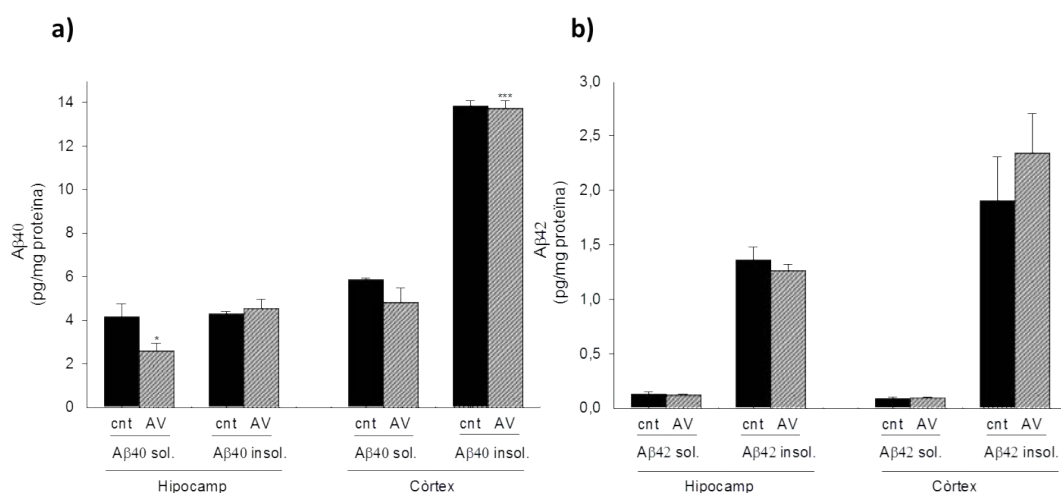 a)
Aβ40
(pg/mg proteïna)
14
12
10
8
6
4
2
0
*
***
cnt AV cnt AV cnt AV cnt AV
Aβ40 sol. Aβ40 insol. Aβ40 sol. Aβ40 insol.
Hipocamp Còrtex
b)
Aβ42
(pg/mg proteïna)
3,0
2,5
2,0
1,5
1,0
0,5
0,0
cnt AV cnt AV cnt AV cnt AV
Aβ42 sol. Aβ42 insol. Aβ42 sol. Aβ42 insol.
Hipocamp Còrtex